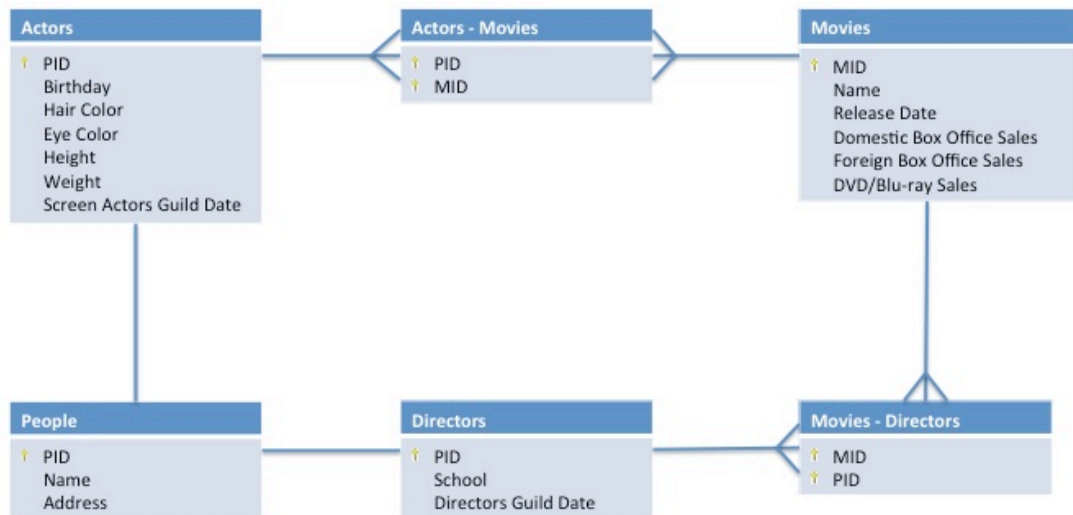 Actors
PID
Birthday
Hair Color
Eye Color
Height
Weight
Screen Actors Guild Date
Actors - Movies
PID
MID
Movies
MID
Name
Release Date
Domestic Box Office Sales
Foreign Box Office Sales
DVD/Blu-ray Sales
People
PID
Name
Address
Directors
PID
School
Directors Guild Date
Movies - Directors
MID
PID